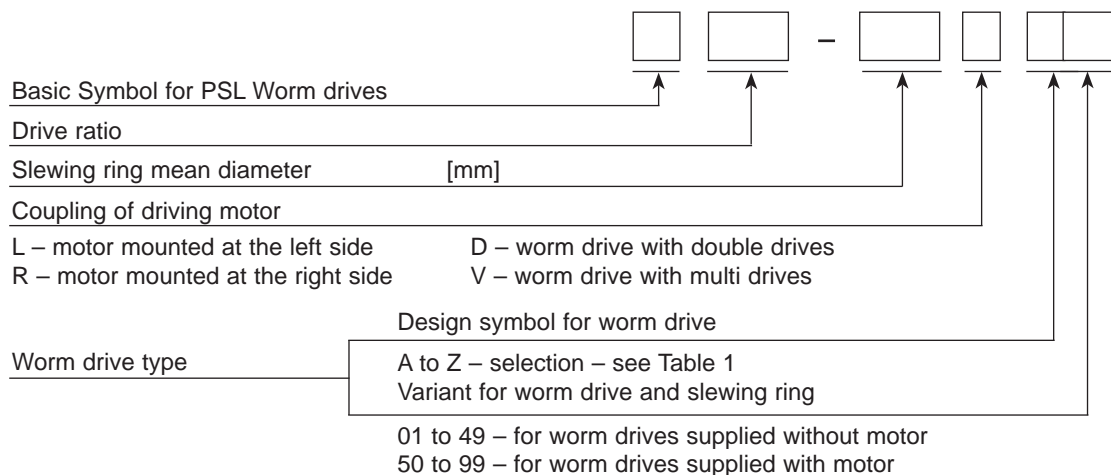 –
Basic Symbol for PSL Worm drives
Drive ratio
Slewing ring mean diameter [mm]
Coupling of driving motor
L – motor mounted at the left side D – worm drive with double drives
R – motor mounted at the right side V – worm drive with multi drives
Design symbol for worm drive
Worm drive type A to Z – selection – see Table 1
Variant for worm drive and slewing ring
01 to 49 – for worm drives supplied without motor
50 to 99 – for worm drives supplied with motor